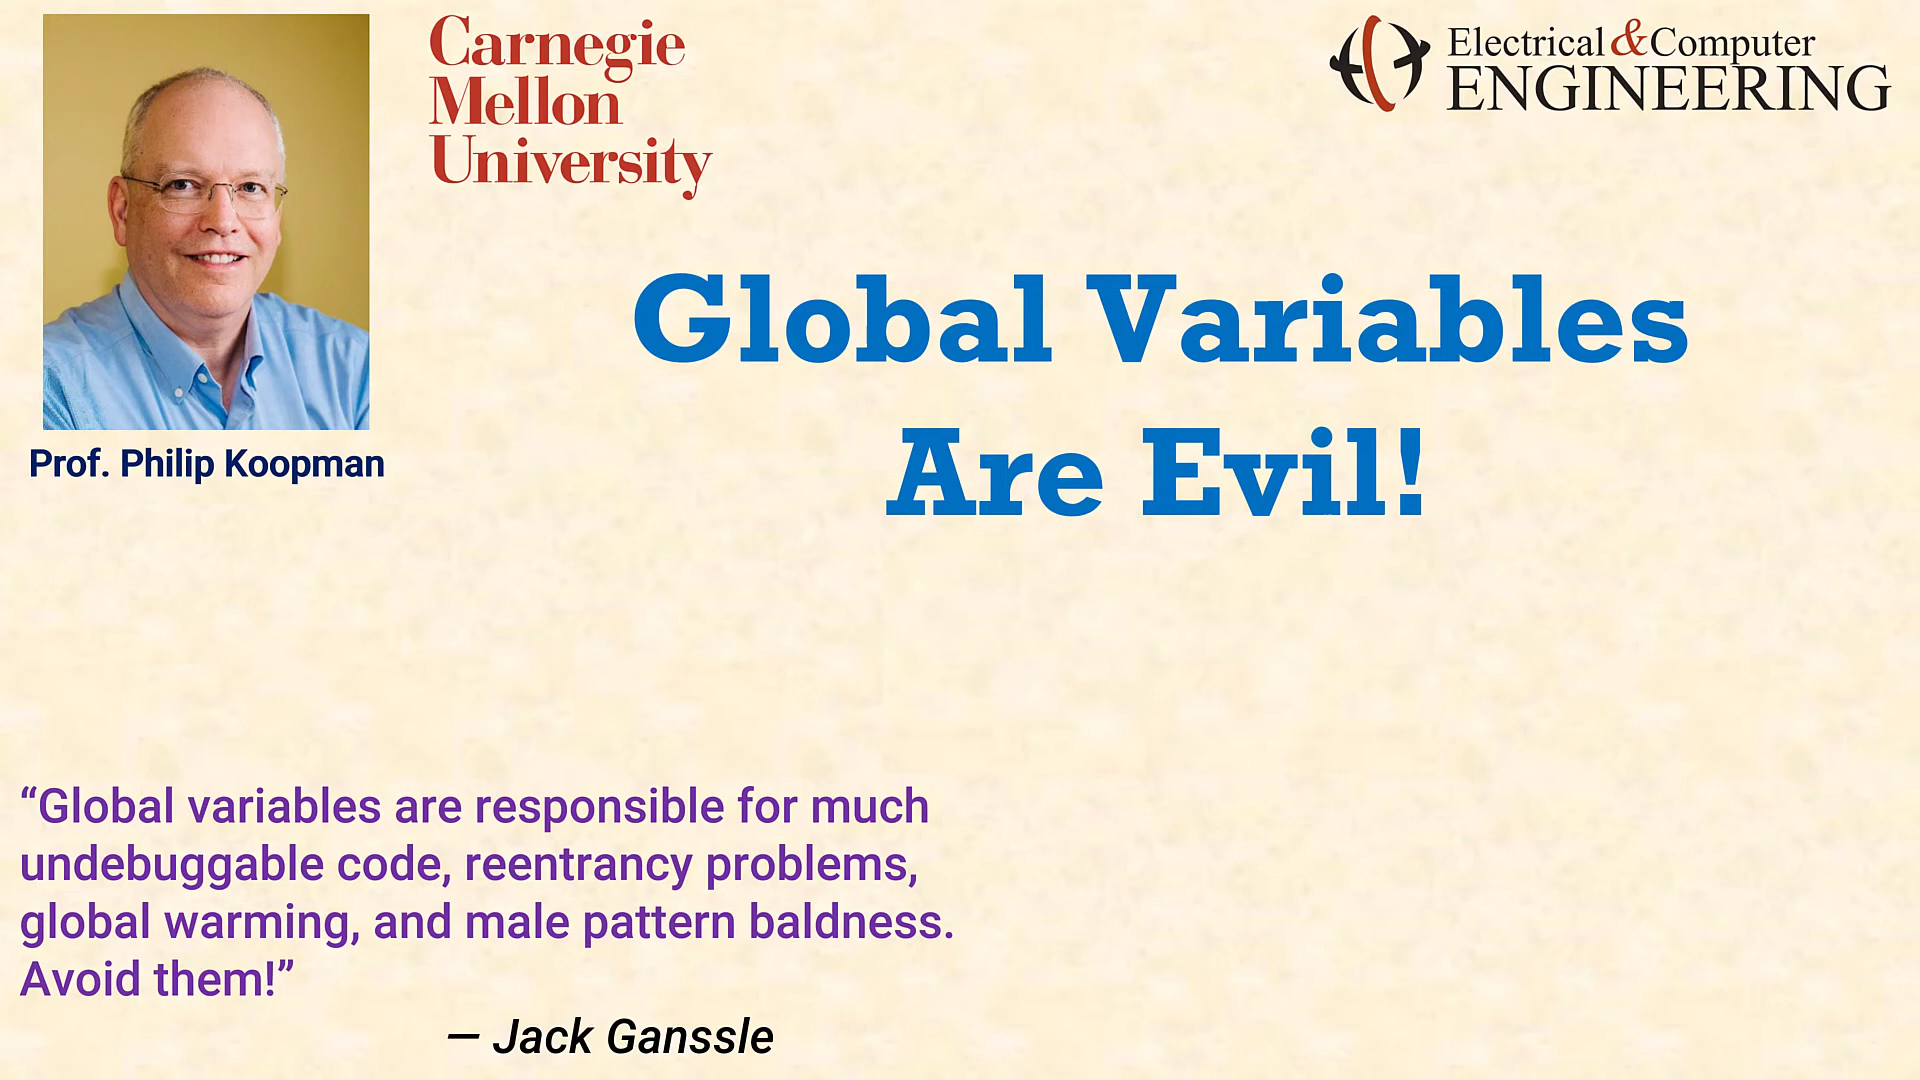 Carnegie
Mellon
University
Electrical & Computer
ENGINEERING
Global Variables
Are Evil!
Prof. Philip Koopman
“Global variables are responsible for much
undebuggable code, reentrancy problems,
global warming, and male pattern baldness.
Avoid them!”
— Jack Ganssle